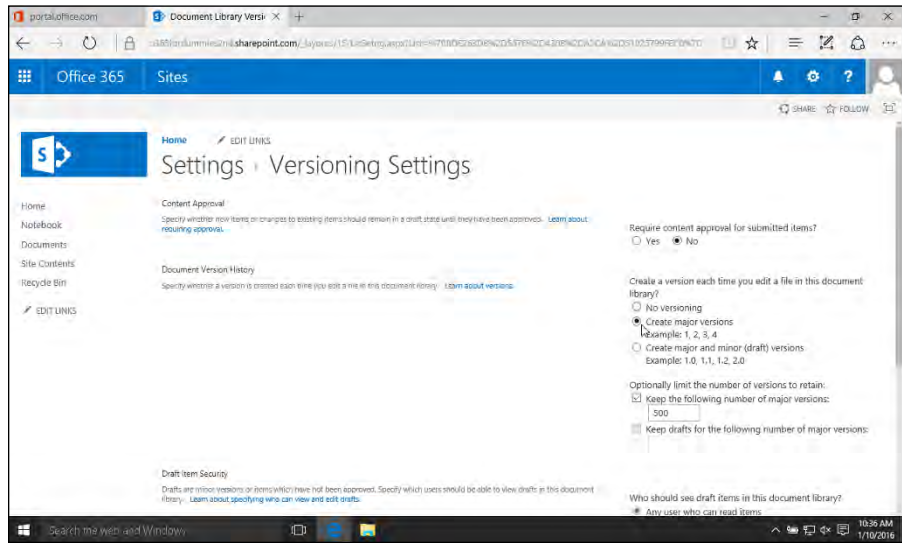 portal.office.com
Document Library Versi
sharepoint.com
Office 365
Sites
?
SHARE
FOLLOW
Home
EDIT LINKS
S
Settings › Versioning Settings
Home
Notebook
Documents
Site Contents
Recycle Bin
EDIT LINKS
Content Approval
Specify whether new items or changes to existing items should remain in a draft state until they have been approved. Learn about
requiring approval.
Require content approval for submitted items?
Yes
No
Document Version History
Specify whether a version is created each time you edit a file in this document library. Learn about versions.
Create a version each time you edit a file in this document
library?
No versioning
Create major versions
Example: 1, 2, 3, 4
Create major and minor (draft) versions
Example: 1.0, 1.1, 1.2, 2.0
Optionally limit the number of versions to retain:
Keep the following number of major versions:
500
Keep drafts for the following number of major versions:
Draft Item Security
Drafts are minor versions or items which have not been approved. Specify which users should be able to view drafts in this document
library. Learn about specifying who can view and edit drafts.
Who should see draft items in this document library?
Any user who can read items
Search the web and Windows
10:36 AM
1/10/2016